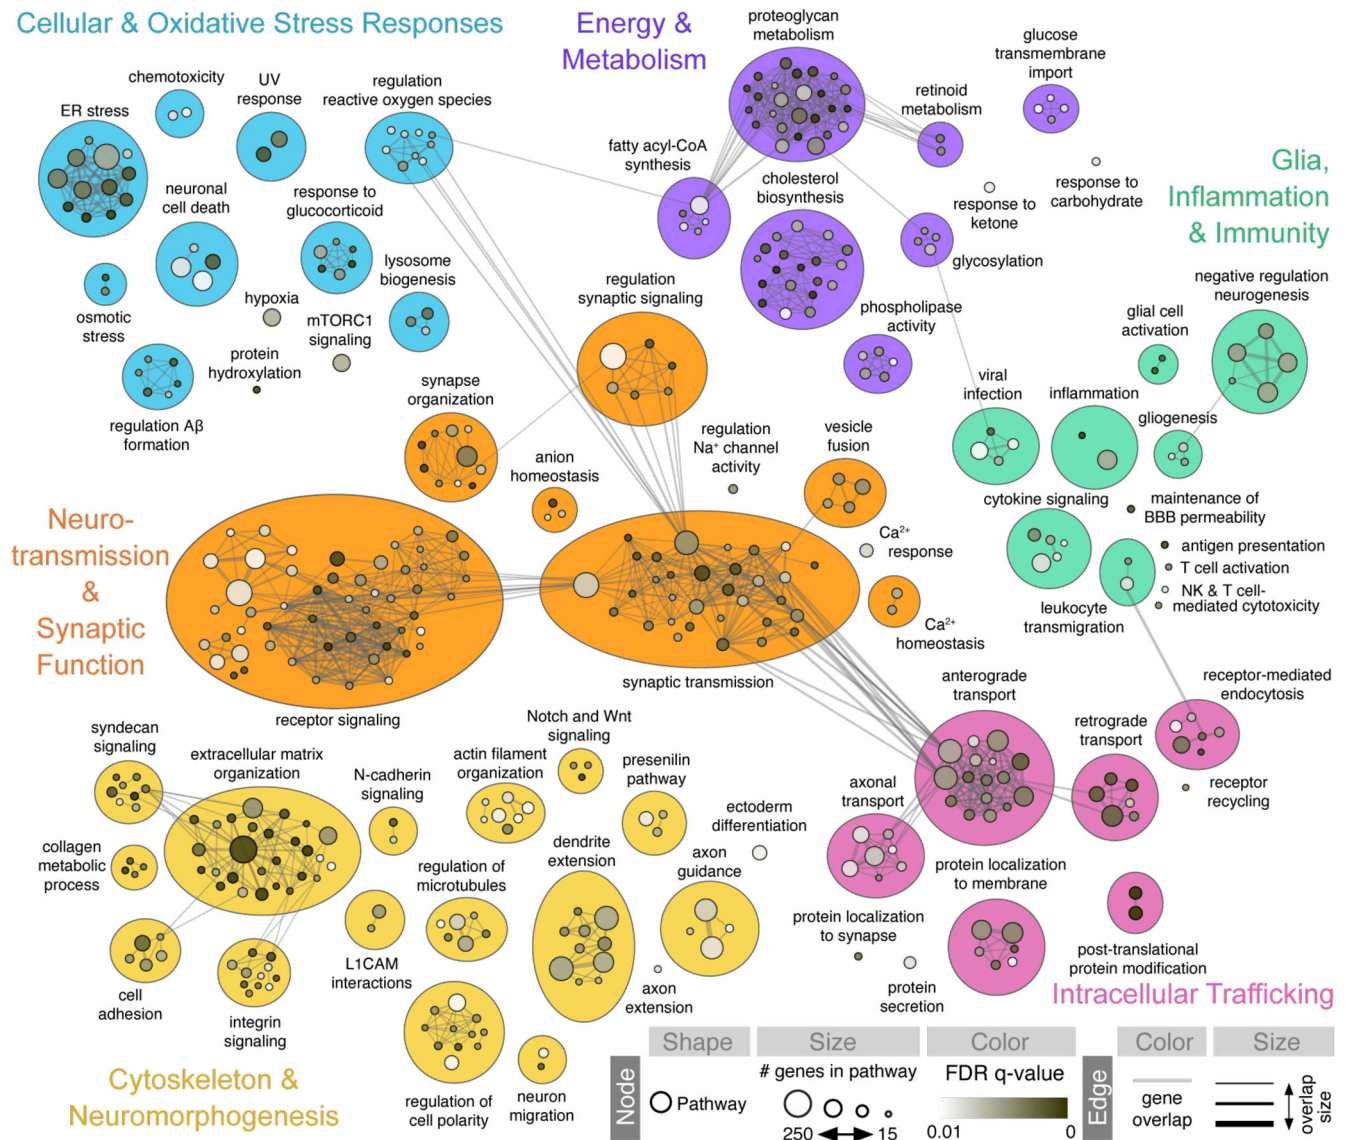 Cellular & Oxidative Stress Responses
chemotoxicity
UV
response
regulation
reactive oxygen species
ER stress
neuronal
cell death
response to
glucocorticoid
lysosome
biogenesis
osmotic
stress
hypoxia
mTORC1
signaling
protein
hydroxylation
regulation Aβ
formation
Energy &
Metabolism
proteoglycan
metabolism
glucose
transmembrane
import
retinoid
metabolism
fatty acyl-CoA
synthesis
cholesterol
biosynthesis
response to
carbohydrate
response to
ketone
glycosylation
phospholipase
activity
Glia,
Inflammation
& Immunity
negative regulation
neurogenesis
glial cell
activation
viral
infection
inflammation
gliogenesis
cytokine signaling
maintenance of
BBB permeability
antigen presentation
T cell activation
NK & T cell-
mediated cytotoxicity
leukocyte
transmigration
Neuro-
transmission
&
Synaptic
Function
regulation
synaptic signaling
synapse
organization
anion
homeostasis
regulation
Na⁺ channel
activity
vesicle
fusion
Ca²⁺
response
Ca²⁺
homeostasis
synaptic transmission
receptor signaling
anterograde
transport
receptor-mediated
endocytosis
retrograde
transport
receptor
recycling
axonal
transport
protein localization
to membrane
protein localization
to synapse
protein
secretion
post-translational
protein modification
Intracellular Trafficking
syndecan
signaling
extracellular matrix
organization
N-cadherin
signaling
actin filament
organization
Notch and Wnt
signaling
presenilin
pathway
ectoderm
differentiation
collagen
metabolic
process
regulation of
microtubules
dendrite
extension
axon
guidance
cell
adhesion
integrin
signaling
L1CAM
interactions
axon
extension
regulation of
cell polarity
neuron
migration
Cytoskeleton &
Neuromorphogenesis
Node
Shape
Size
Color
Pathway
# genes in pathway
250
15
FDR q-value
0.01
0
Edge
Color
Size
gene
overlap
overlap
size